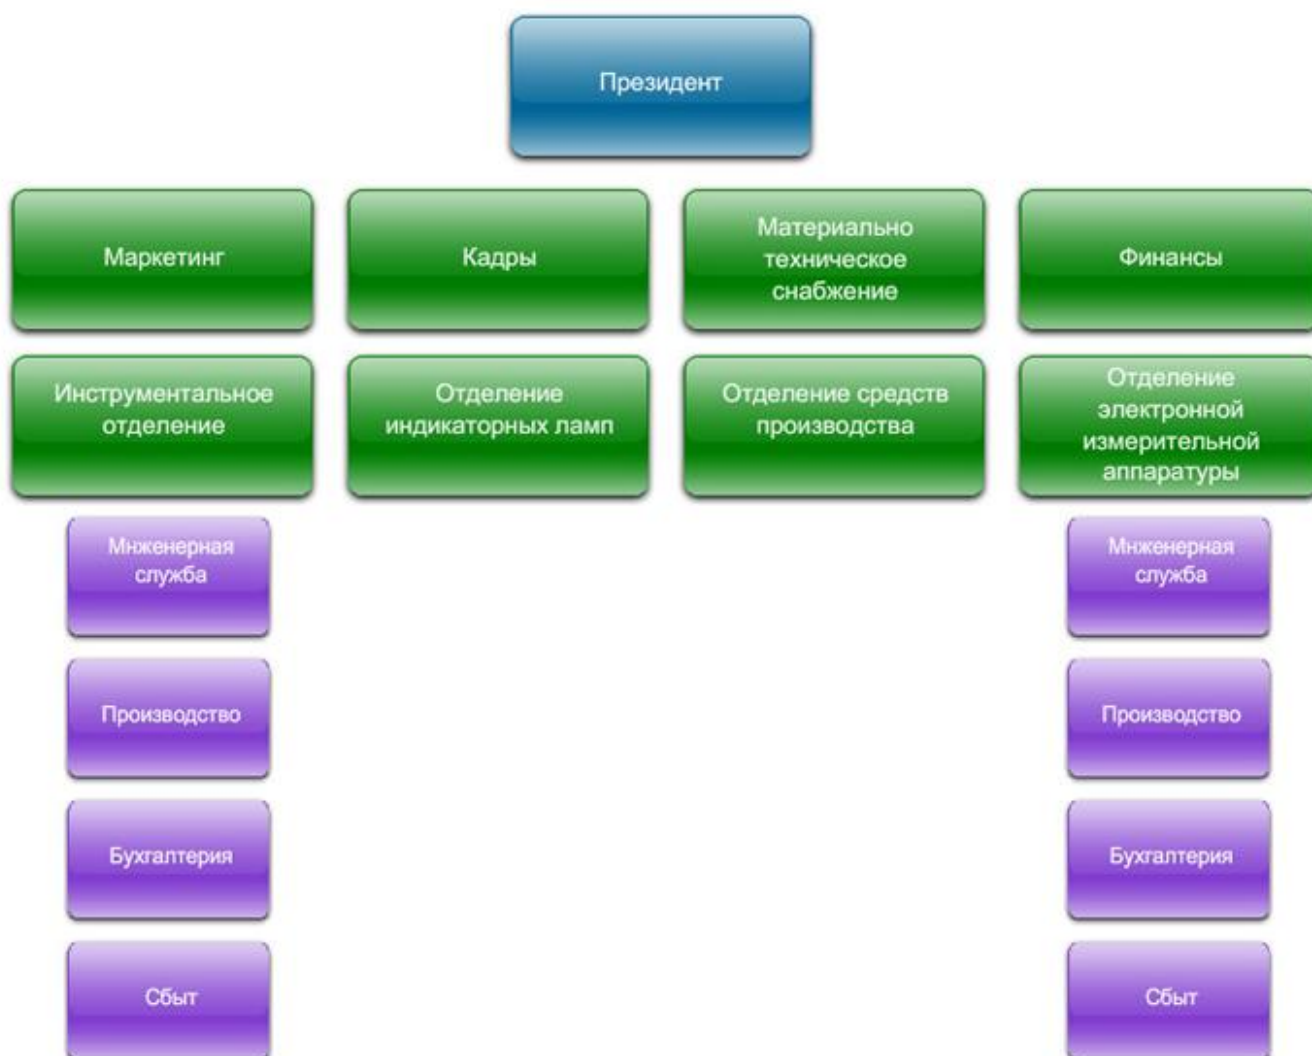 Президент
Маркетинг
Кадры
Материально
техническое
снабжение
Финансы
Инструментальное
отделение
Отделение
индикаторных ламп
Отделение средств
производства
Отделение
электронной
измерительной
аппаратуры
Мнженерная
служба
Мнженерная
служба
Производство
Производство
Бухгалтерия
Бухгалтерия
Сбыт
Сбыт